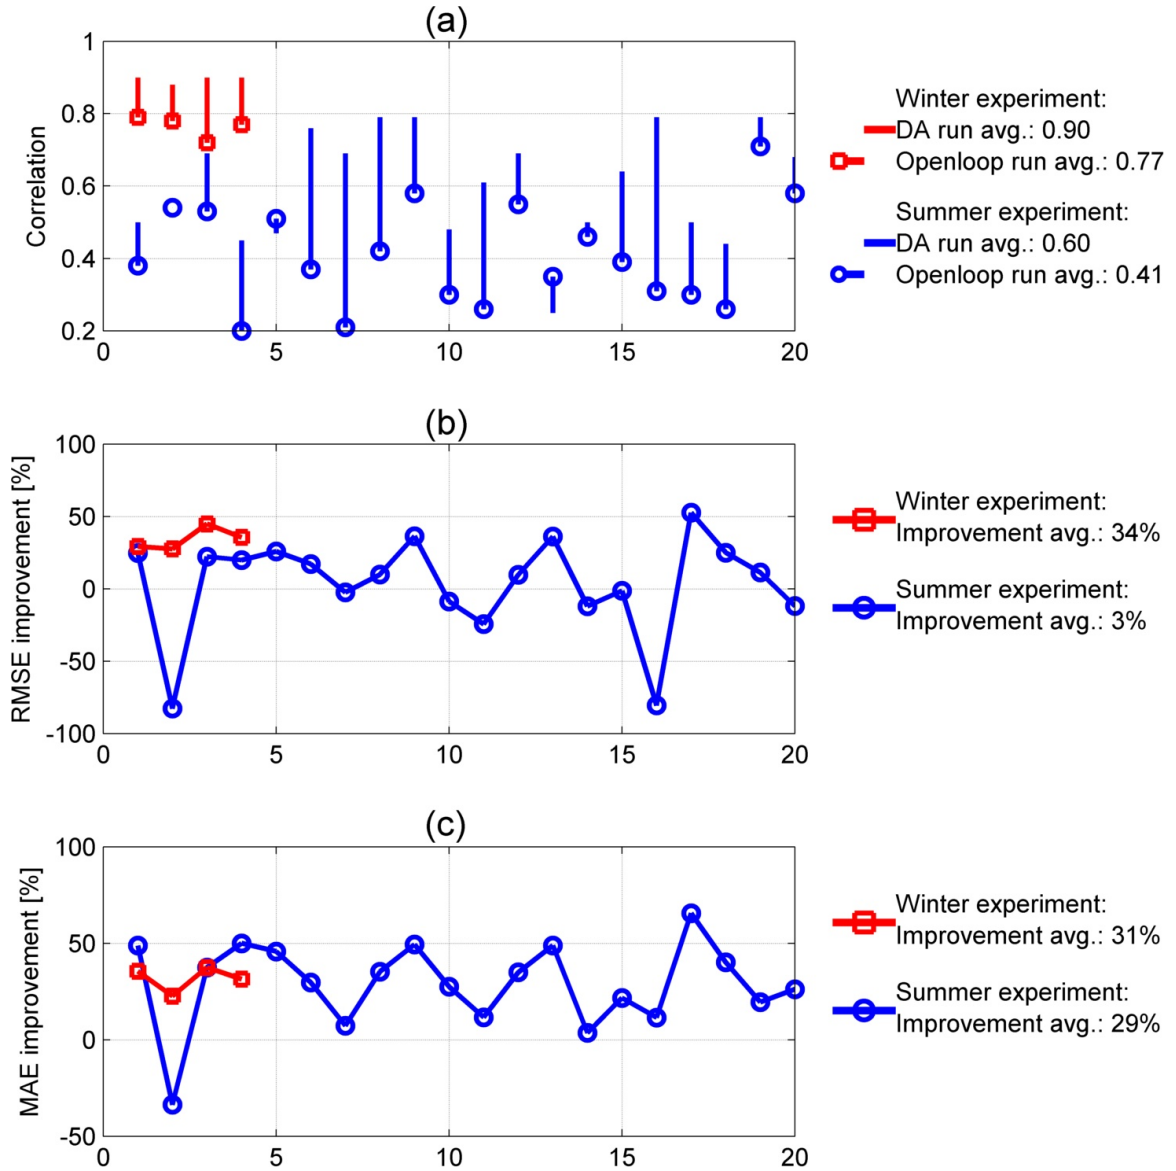 (a)
Correlation
1
0.8
0.6
0.4
0.2
0
5
10
15
20
Winter experiment:
DA run avg.: 0.90
Openloop run avg.: 0.77
Summer experiment:
DA run avg.: 0.60
Openloop run avg.: 0.41
(b)
RMSE improvement [%]
100
50
0
-50
-100
0
5
10
15
20
Winter experiment:
Improvement avg.: 34%
Summer experiment:
Improvement avg.: 3%
(c)
MAE improvement [%]
100
50
0
-50
0
5
10
15
20
Winter experiment:
Improvement avg.: 31%
Summer experiment:
Improvement avg.: 29%